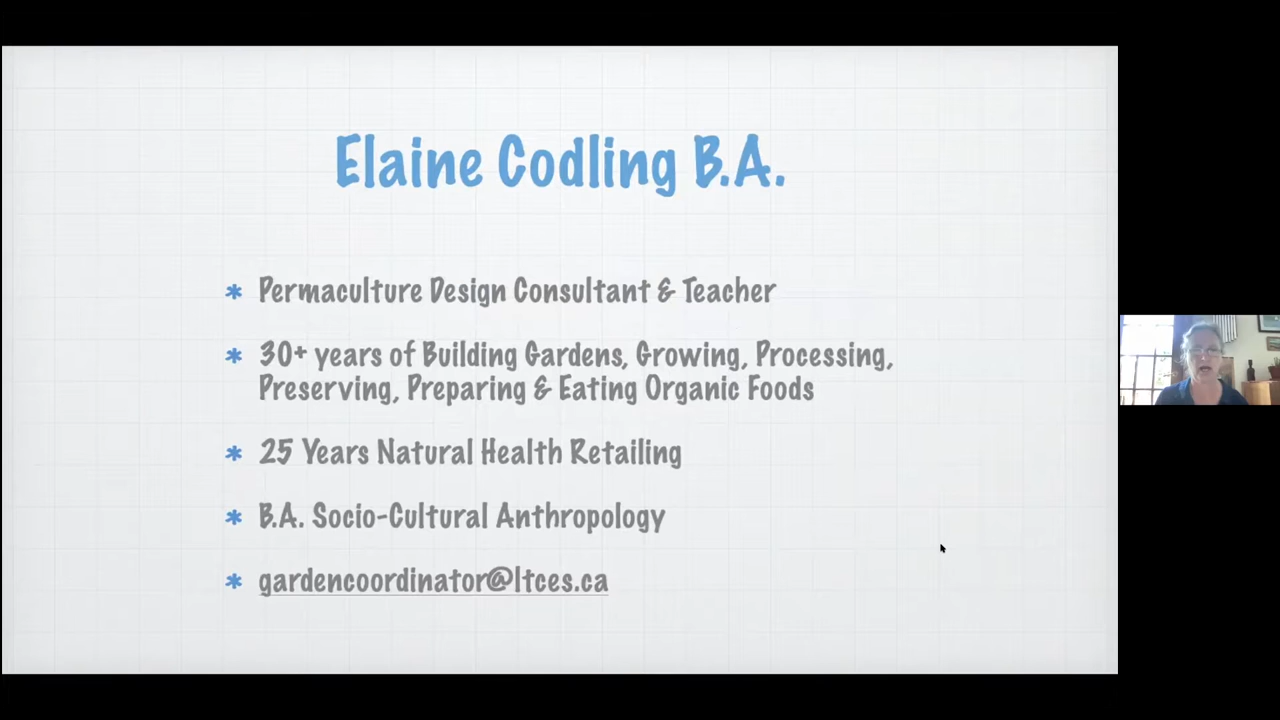 Elaine Codling B.A.
* Permaculture Design Consultant & Teacher
* 30+ years of Building Gardens, Growing, Processing,
Preserving, Preparing & Eating Organic Foods
* 25 Years Natural Health Retailing
* B.A. Socio-Cultural Anthropology
* gardencoordinator@ltces.ca